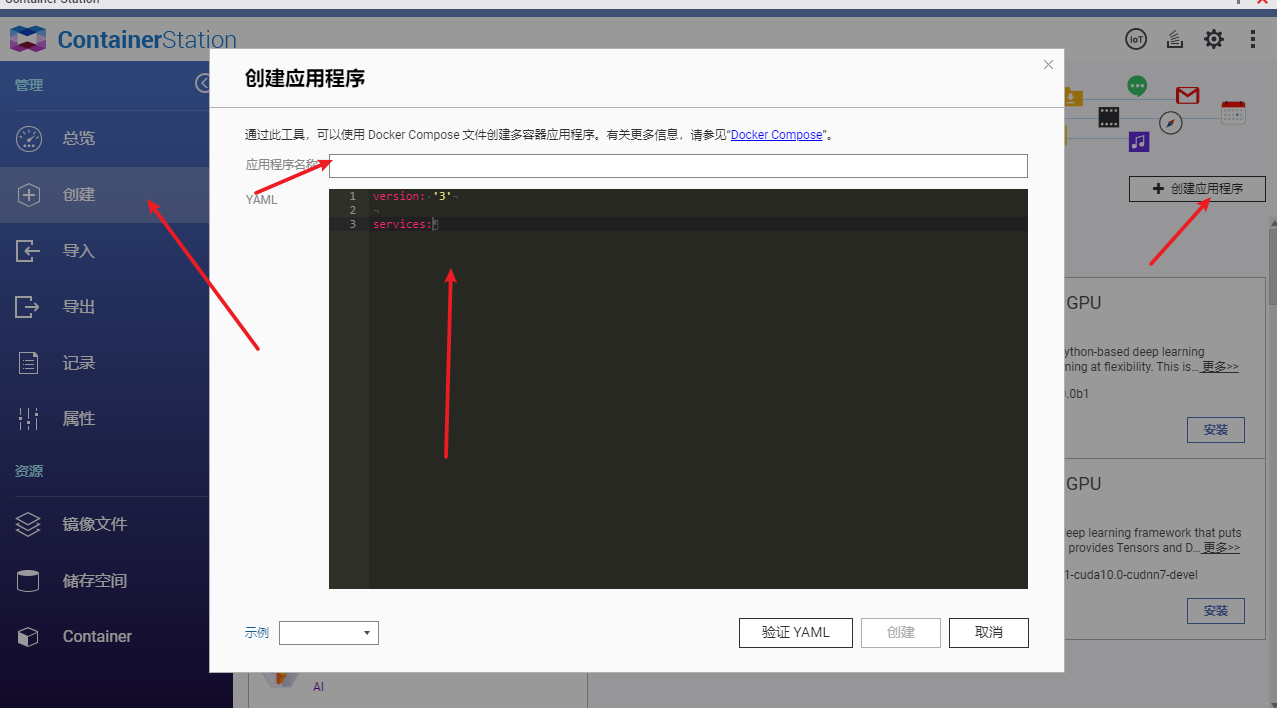 Container Station
ContainerStation
IoT
管理
总览
创建
导入
导出
记录
属性
资源
镜像文件
储存空间
Container
创建应用程序
通过此工具，可以使用 Docker Compose 文件创建多容器应用程序。有关更多信息，请参见“Docker Compose”。
应用程序名称
YAML
1 version: '3'
2
3 services:
示例
验证 YAML
创建
取消
+ 创建应用程序
GPU
ython-based deep learning
ning at flexibility. This is... 更多>>
.0b1
安装
GPU
eep learning framework that puts
provides Tensors and D... 更多>>
1-cuda10.0-cudnn7-devel
安装
AI